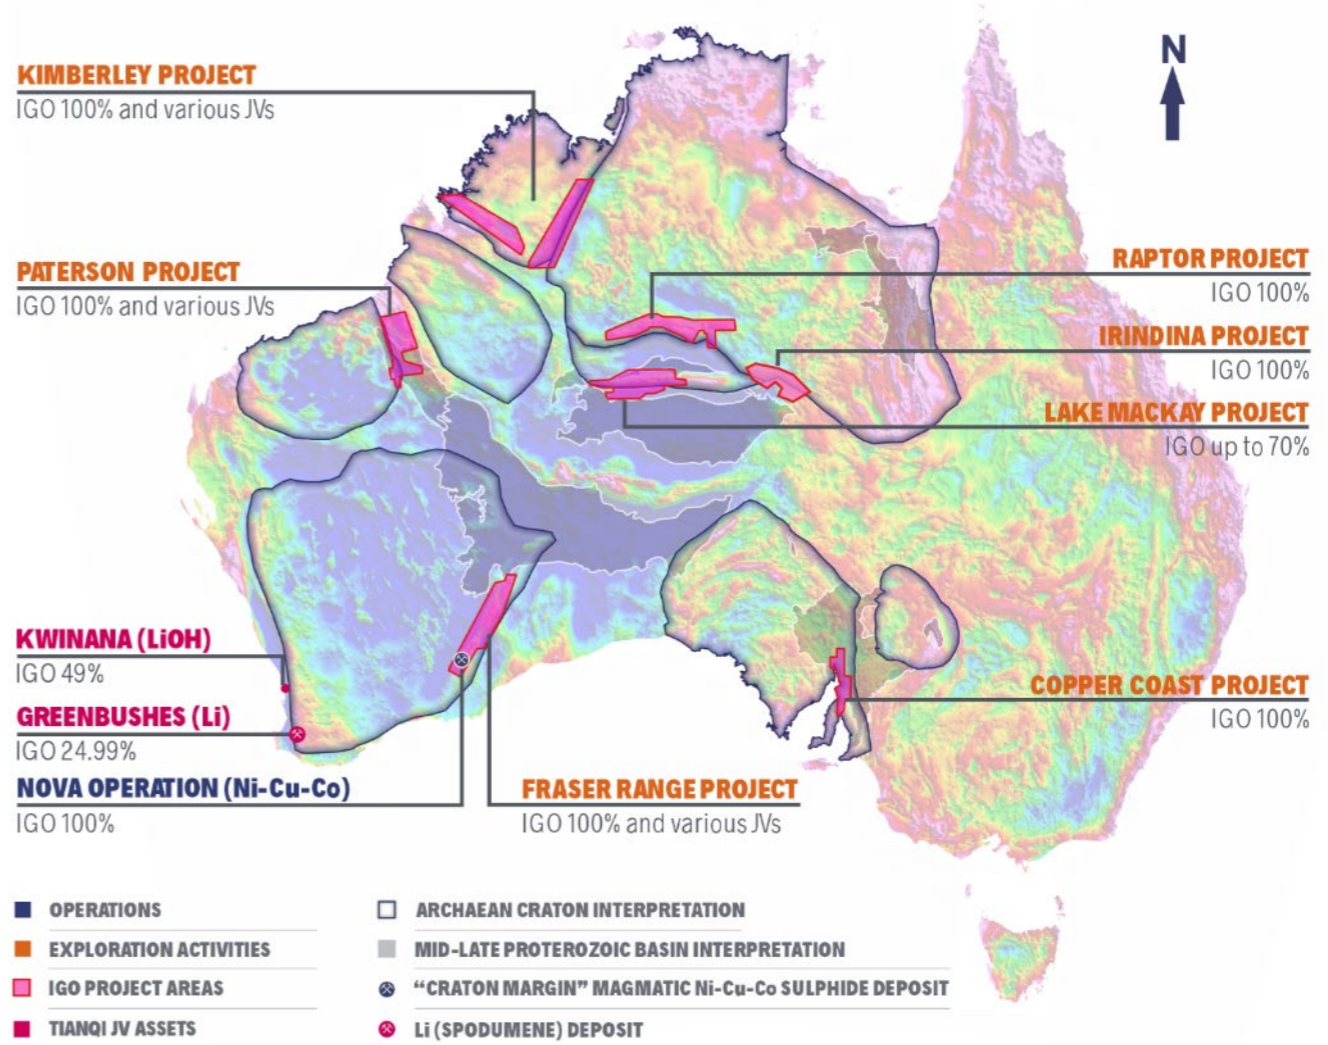 N
KIMBERLEY PROJECT
IGO 100% and various JVs
PATERSON PROJECT
IGO 100% and various JVs
RAPTOR PROJECT
IGO 100%
IRINDINA PROJECT
IGO 100%
LAKE MACKAY PROJECT
IGO up to 70%
KWINANA (LiOH)
IGO 49%
GREENBUSHES (Li)
IGO 24.99%
NOVA OPERATION (Ni-Cu-Co)
IGO 100%
COPPER COAST PROJECT
IGO 100%
FRASER RANGE PROJECT
IGO 100% and various JVs
OPERATIONS
EXPLORATION ACTIVITIES
IGO PROJECT AREAS
TIANQI JV ASSETS
ARCHAEAN CRATON INTERPRETATION
MID-LATE PROTEROZOIC BASIN INTERPRETATION
“CRATON MARGIN” MAGMATIC Ni-Cu-Co SULPHIDE DEPOSIT
Li (SPODUMENE) DEPOSIT